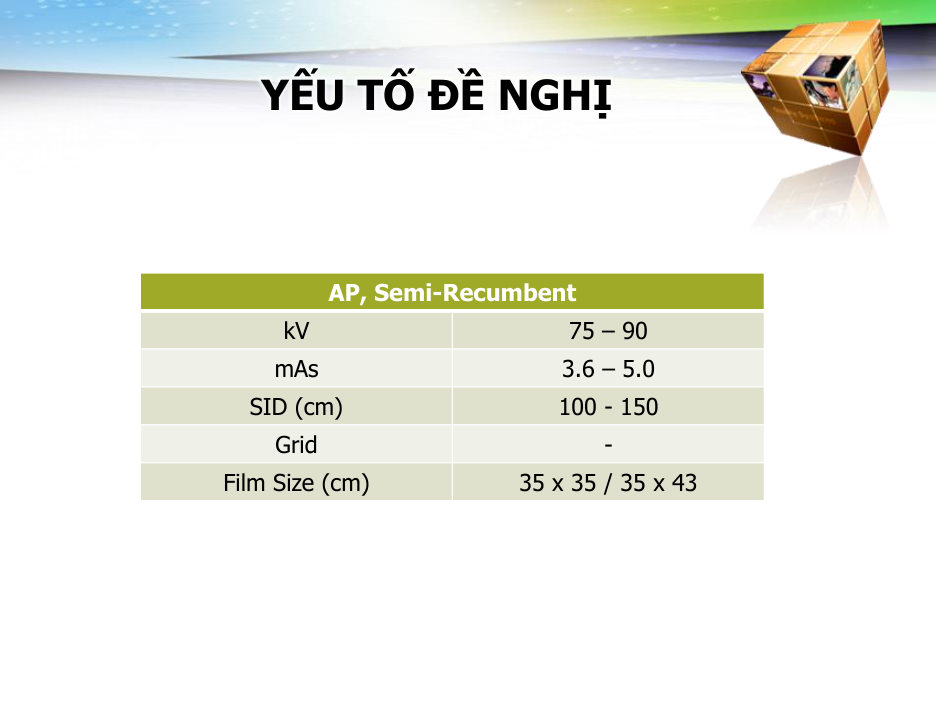 YẾU TỐ ĐỀ NGHỊ
AP, Semi-Recumbent
kV 75 – 90
mAs 3.6 – 5.0
SID (cm) 100 - 150
Grid -
Film Size (cm) 35 x 35 / 35 x 43